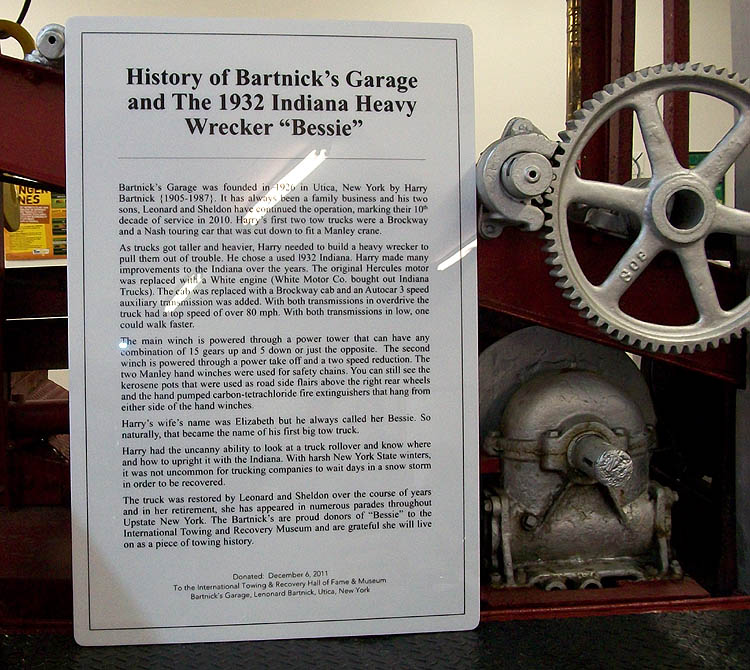 History of Bartnick's Garage
and The 1932 Indiana Heavy
Wrecker “Bessie”
Bartnick's Garage was founded in 1926 in Utica, New York by Harry
Bartnick {1905-1987}. It has always been a family business and his two
sons, Leonard and Sheldon have continued the operation, marking their 10th
decade of service in 2010. Harry's first two tow trucks were a Brockway
and a Nash touring car that was cut down to fit a Manley crane.
As trucks got taller and heavier, Harry needed to build a heavy wrecker to
pull them out of trouble. He chose a used 1932 Indiana. Harry made many
improvements to the Indiana over the years. The original Hercules motor
was replaced with a White engine (White Motor Co. bought out Indiana
Trucks). The cab was replaced with a Brockway cab and an Autocar 3 speed
auxiliary transmission was added. With both transmissions in overdrive the
truck had a top speed of over 80 mph. With both transmissions in low, one
could walk faster.
The main winch is powered through a power tower that can have any
combination of 15 gears up and 5 down or just the opposite. The second
winch is powered through a power take off and a two speed reduction. The
two Manley hand winches were used for safety chains. You can still see the
kerosene pots that were used as road side flairs above the right rear wheels
and the hand pumped carbon-tetrachloride fire extinguishers that hang from
either side of the hand winches.
Harry's wife's name was Elizabeth but he always called her Bessie. So
naturally, that became the name of his first big tow truck.
Harry had the uncanny ability to look at a truck rollover and know where
and how to upright it with the Indiana. With harsh New York State winters,
it was not uncommon for trucking companies to wait days in a snow storm
in order to be recovered.
The truck was restored by Leonard and Sheldon over the course of years
and in her retirement, she has appeared in numerous parades throughout
Upstate New York. The Bartnick's are proud donors of “Bessie” to the
International Towing and Recovery Museum and are grateful she will live
on as a piece of towing history.
Donated: December 6, 2011
To the International Towing & Recovery Hall of Fame & Museum
Bartnick's Garage, Lenonard Bartnick, Utica, New York